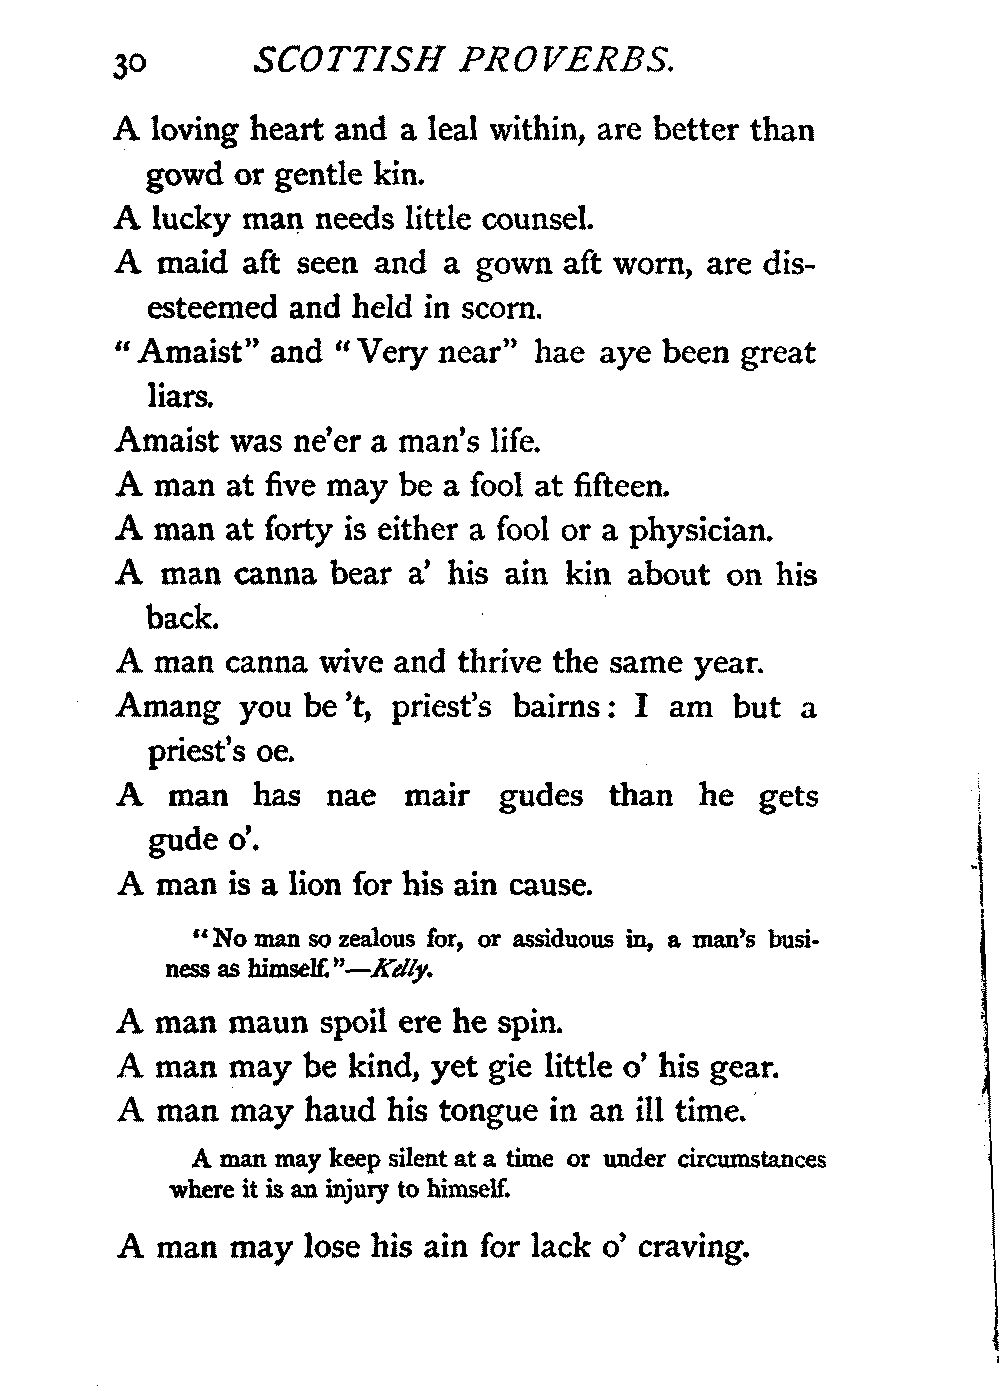 30 SCOTTISH PROVERBS.
A loving heart and a leal within, are better than
gowd or gentle kin.
A lucky man needs little counsel.
A maid aft seen and a gown aft worn, are dis-
esteemed and held in scorn.
"Amaist" and "Very near" hae aye been great
liars.
Amaist was ne'er a man's life.
A man at five may be a fool at fifteen.
A man at forty is either a fool or a physician.
A man canna bear a' his ain kin about on his
back.
A man canna wive and thrive the same year.
Amang you be 't, priest's bairns: I am but a
priest's oe.
A man has nae mair gudes than he gets
gude o'.
A man is a lion for his ain cause.
"No man so zealous for, or assiduous in, a man's busi-
ness as himself."—Kelly.
A man maun spoil ere he spin.
A man may be kind, yet gie little o' his gear.
A man may haud his tongue in an ill time.
A man may keep silent at a time or under circumstances
where it is an injury to himself.
A man may lose his ain for lack o' craving.